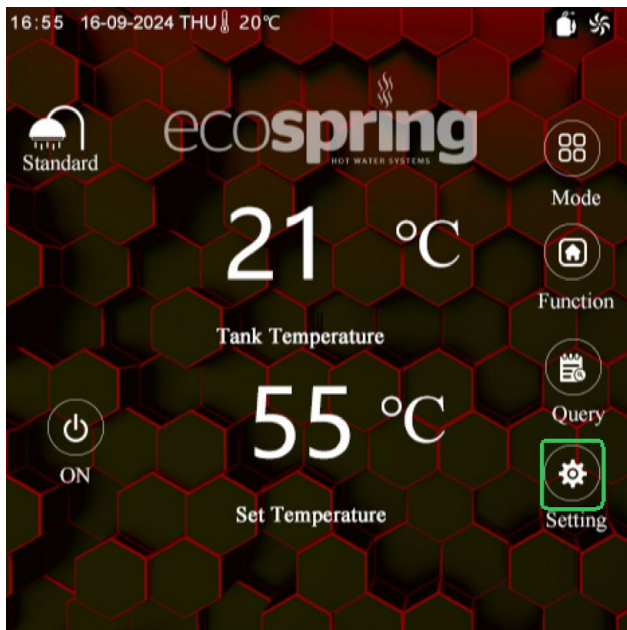 16:55 16-09-2024 THU 20℃
ecospring
HOT WATER SYSTEMS
Standard
Mode
21 °C
Tank Temperature
Function
55 °C
Query
ON
Set Temperature
Setting